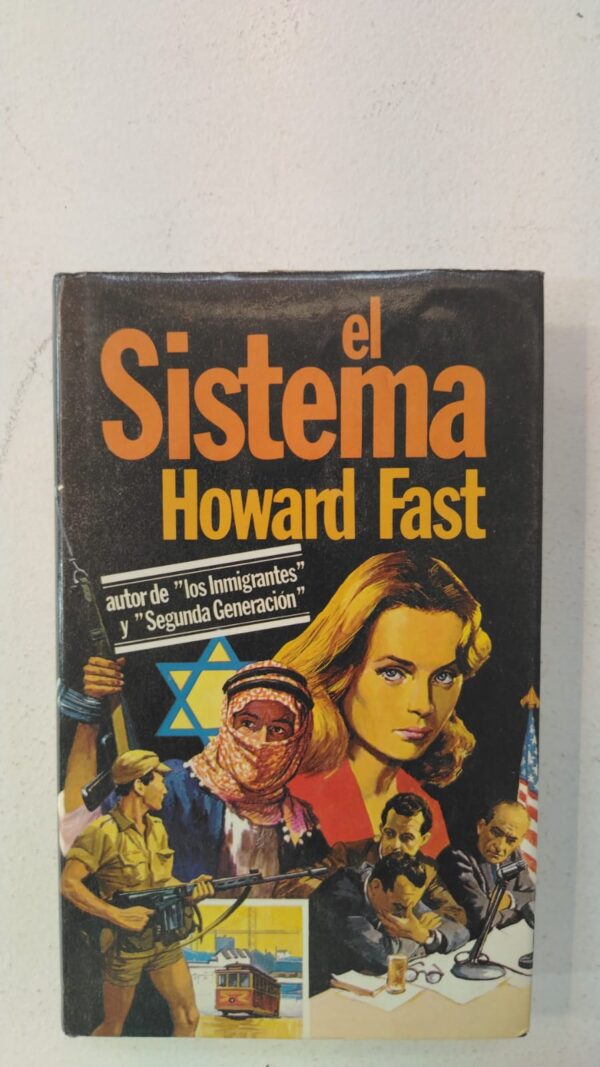 el
Sistema
Howard Fast
autor de "los Inmigrantes"
y "Segunda Generación"